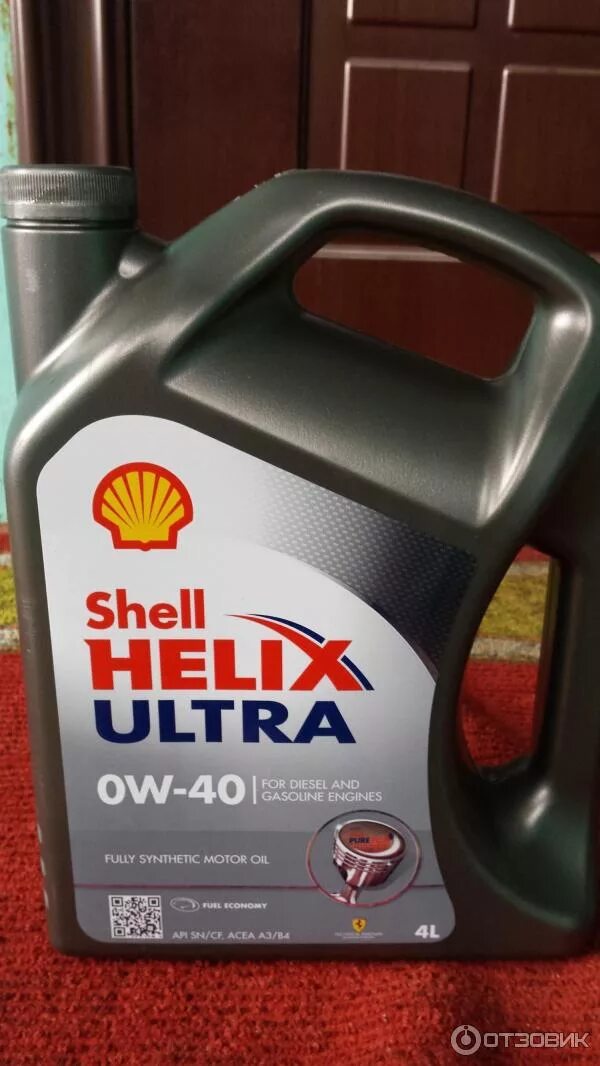 Shell
HELIX
ULTRA
0W-40
FOR DIESEL AND
GASOLINE ENGINES
PURE
FULLY SYNTHETIC MOTOR OIL
FUEL ECONOMY
API SN/CF, ACEA A3/B4
4L
ОТЗОВИК